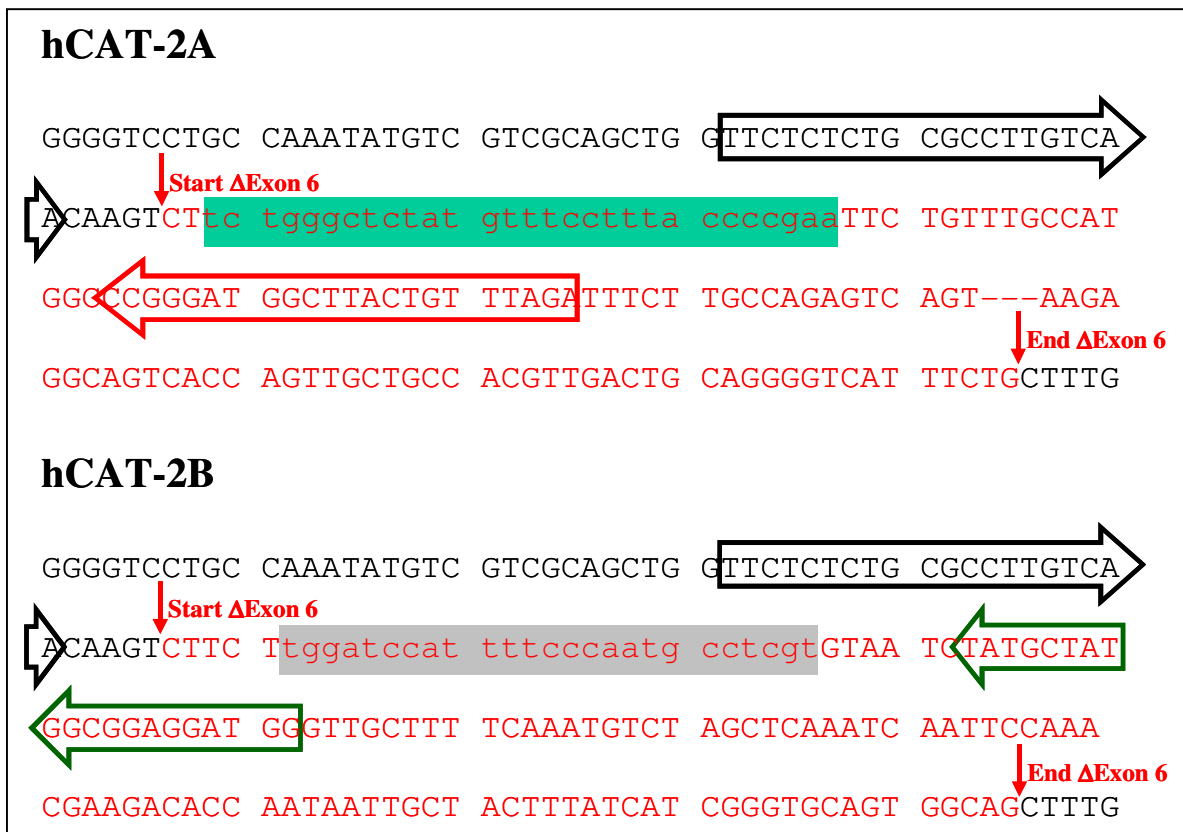 hCAT-2A
GGGGTCCTGC CAAATATGTC GTCGCAGCTG GTTCTCTCTG CGCCTTGTCA
Start ΔExon 6
ACAAGTCTTtc tgggctctat gtttccttta ccccgaaTTC TGTTTGCCAT
GGCCCGGGAT GGCTTACTGT TTAGATTTCT TGCCAGAGTC AGT---AAGA
End ΔExon 6
GGCAGTCACC AGTTGCTGCC ACGTTGACTG CAGGGGTCAT TTCTGCTTTG
hCAT-2B
GGGGTCCTGC CAAATATGTC GTCGCAGCTG GTTCTCTCTG CGCCTTGTCA
Start ΔExon 6
ACAAGTCTTC Ttggatccat tttcccaatg cctcgtGTAA TCTATGCTAT
GGCGGAGGAT GGGTTGCTTT TCAAATGTCT AGCTCAAATC AATTCCAAA
End ΔExon 6
CGAAGACACC AATAATTGCT ACTTTATCAT CGGGTGCAGT GGCAGCTTTG